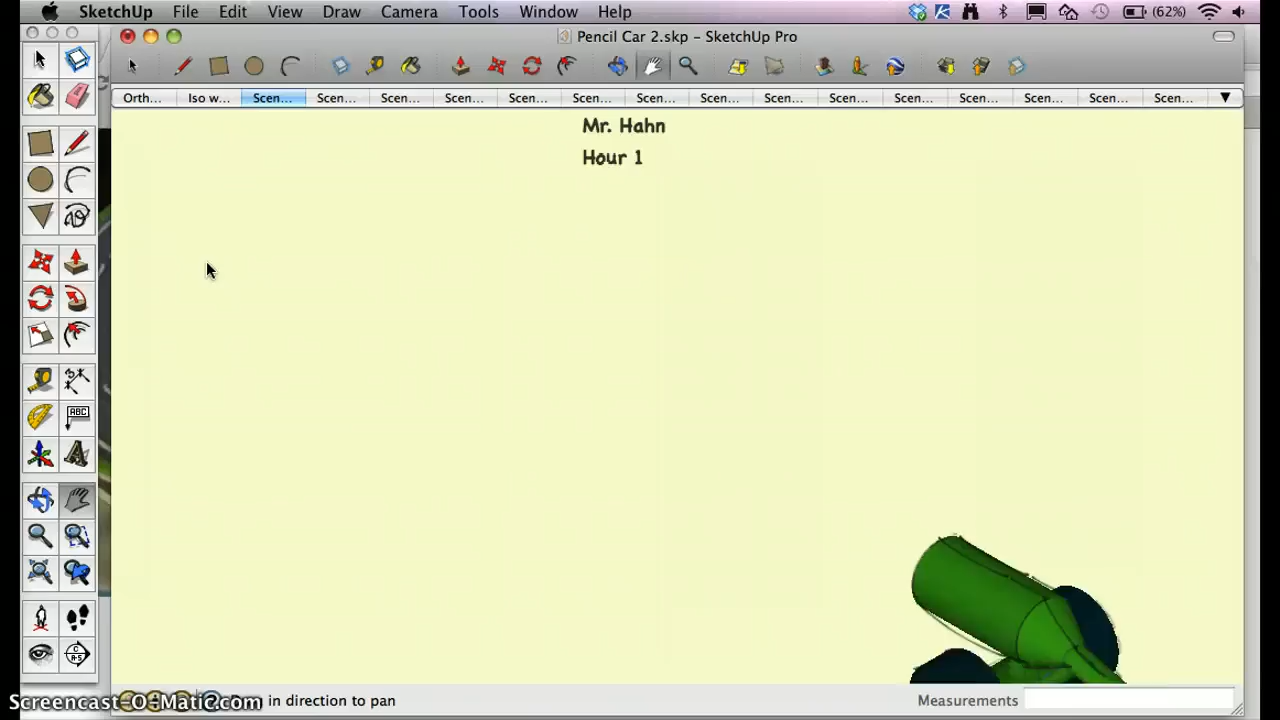 SketchUp File Edit View Draw Camera Tools Window Help (62%)
Pencil Car 2.skp - SketchUp Pro
Orth... Iso w... Scen... Scen... Scen... Scen... Scen... Scen... Scen... Scen... Scen... Scen... Scen... Scen... Scen... Scen... Scen...
Mr. Hahn
Hour 1
ABC
in direction to pan
Measurements
Screencast-O-Matic.com